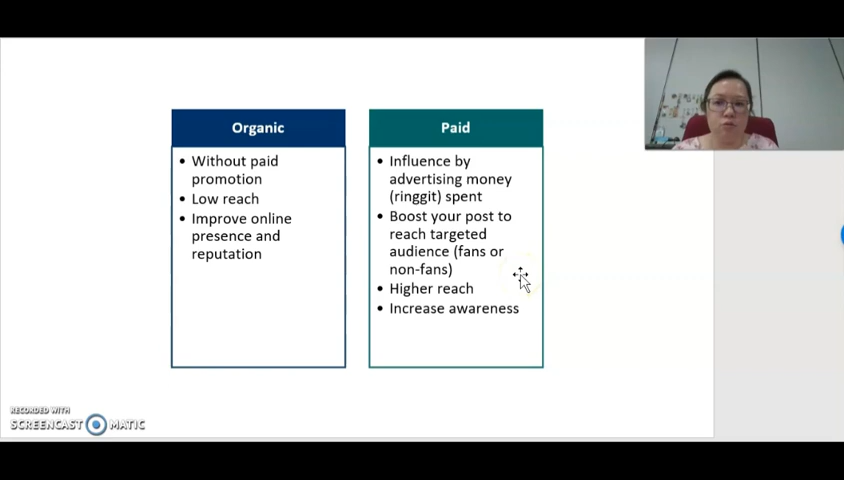 Organic
Without paid
promotion
Low reach
Improve online
presence and
reputation
Paid
Influence by
advertising money
(ringgit) spent
Boost your post to
reach targeted
audience (fans or
non-fans)
Higher reach
Increase awareness
RECORDED WITH
SCREENCAST MATIC